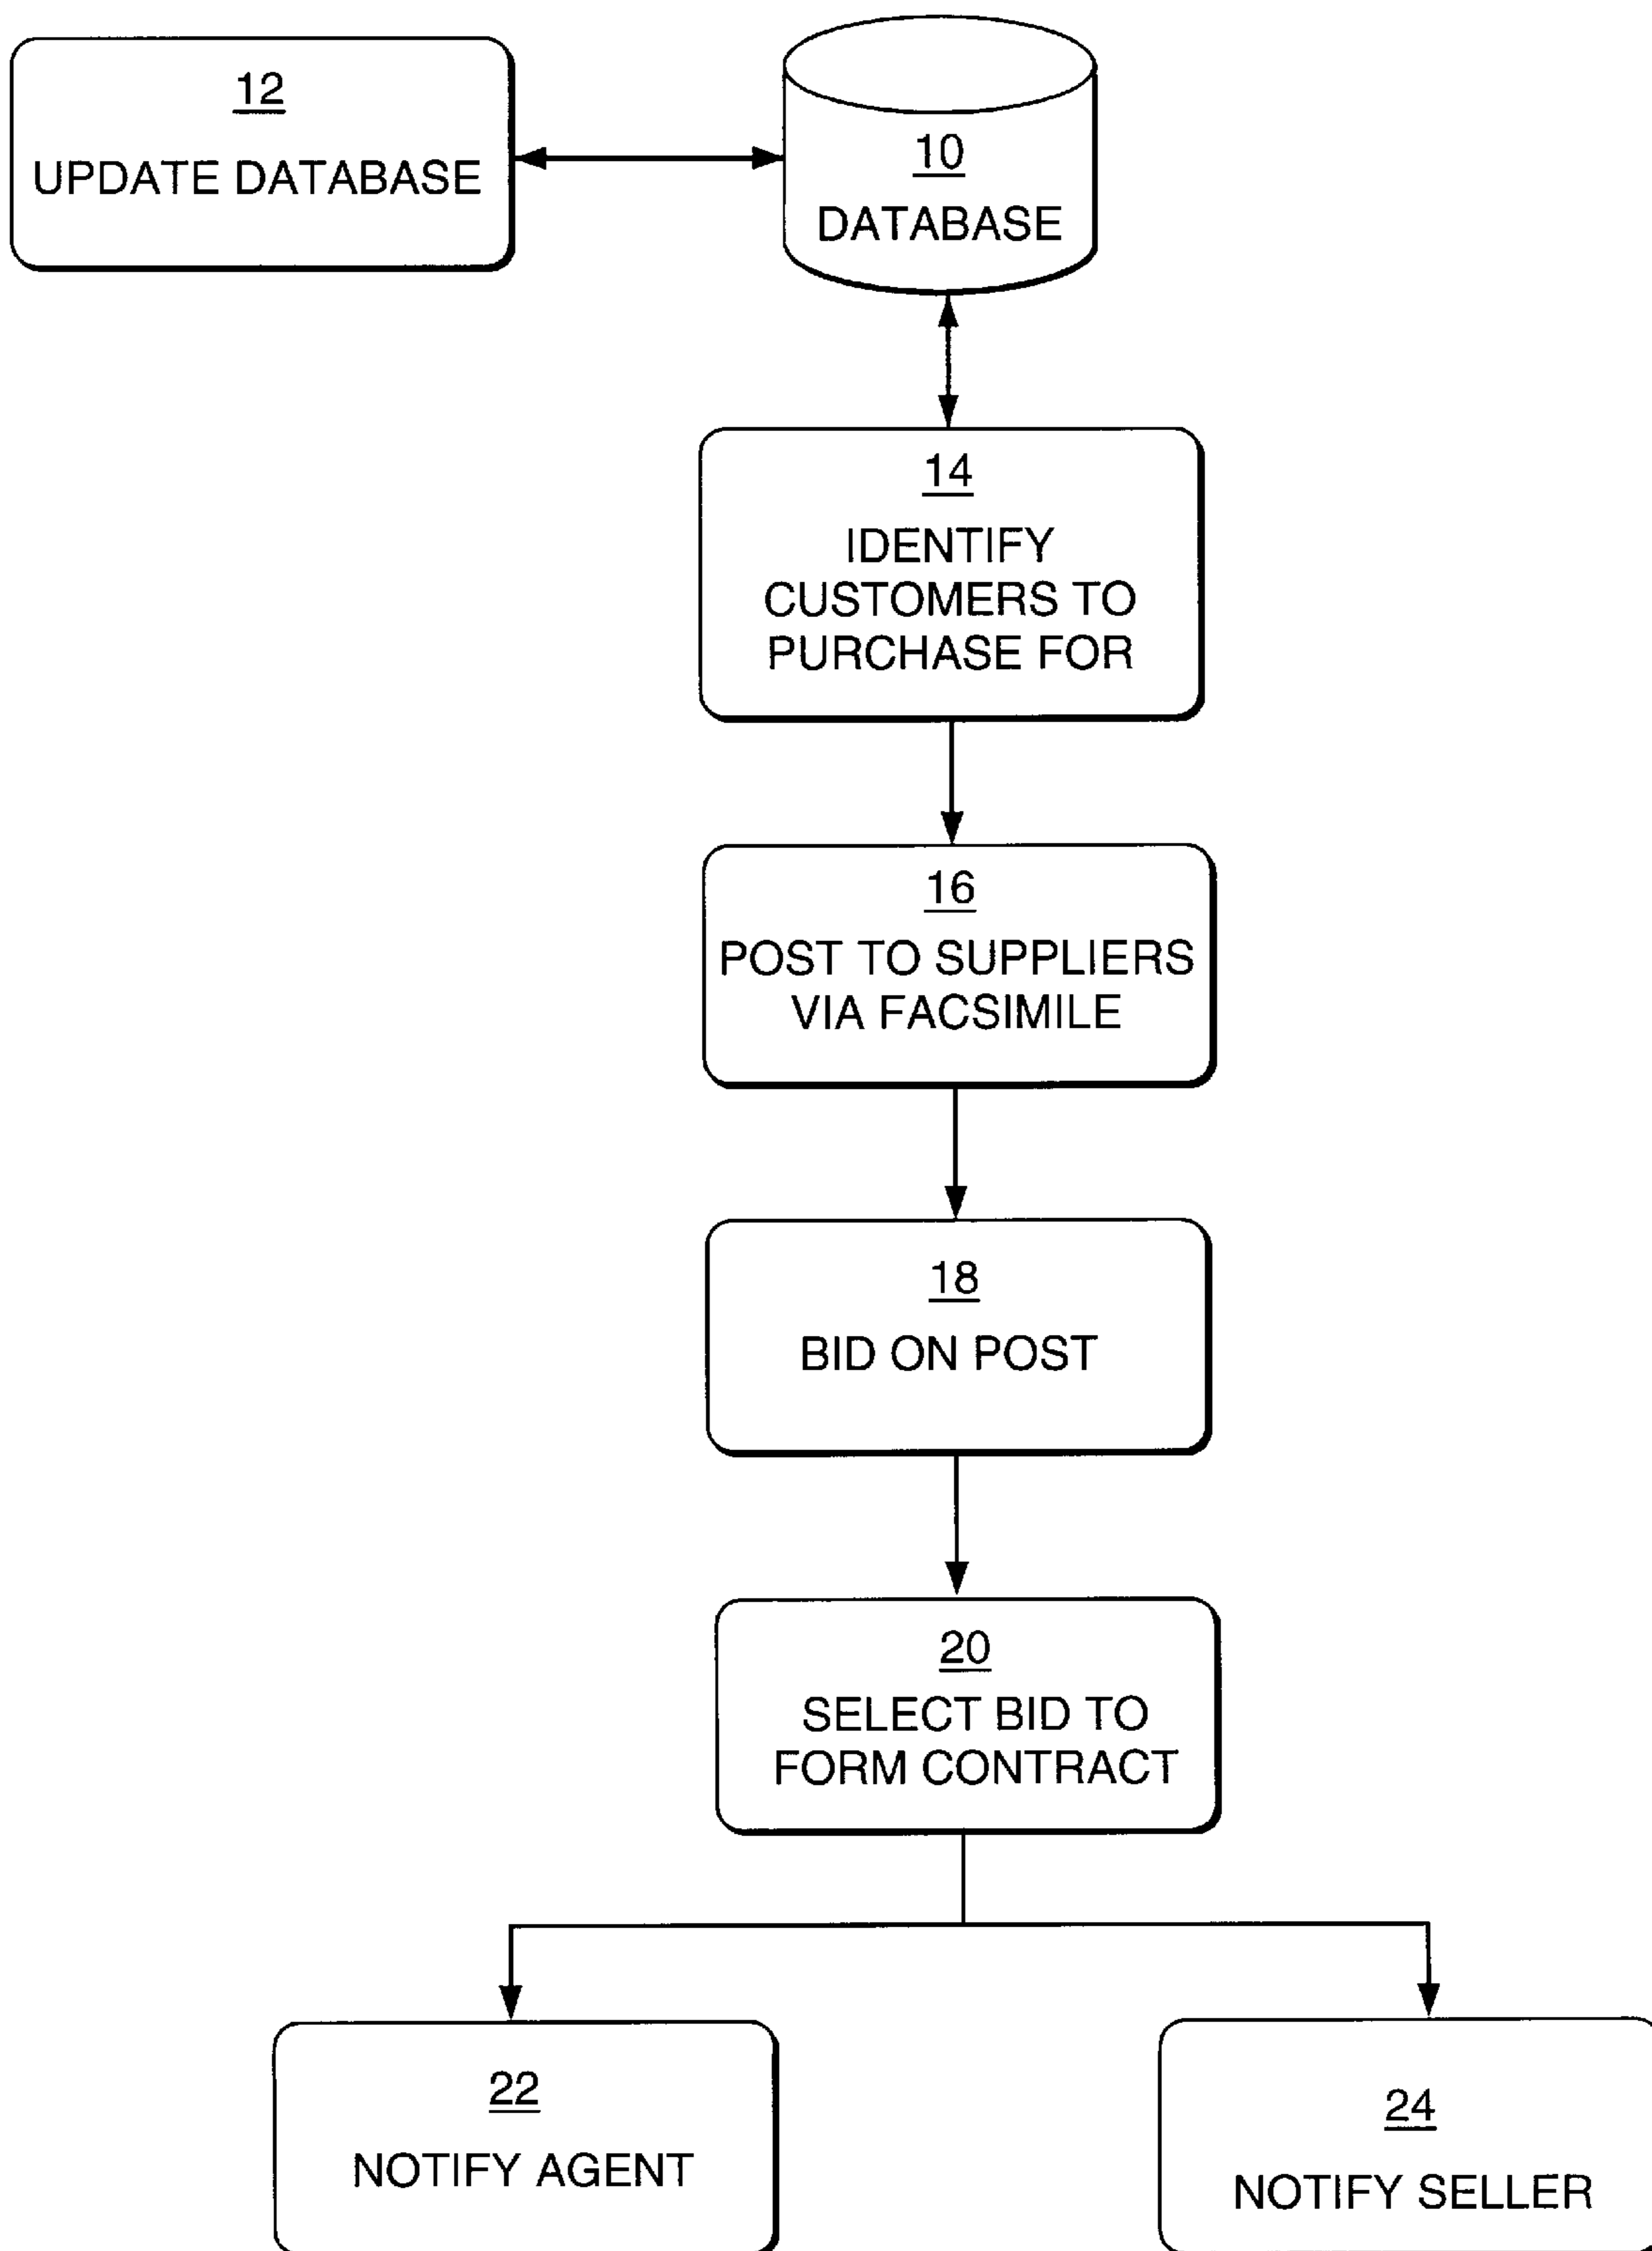 12
UPDATE DATABASE
10
DATABASE
14
IDENTIFY
CUSTOMERS TO
PURCHASE FOR
16
POST TO SUPPLIERS
VIA FACSIMILE
18
BID ON POST
20
SELECT BID TO
FORM CONTRACT
22
NOTIFY AGENT
24
NOTIFY SELLER